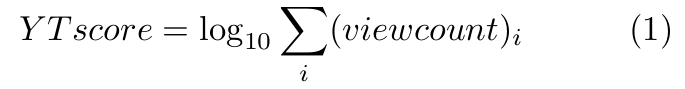 YTscore = log₁₀ ∑ᵢ (viewcount)ᵢ (1)